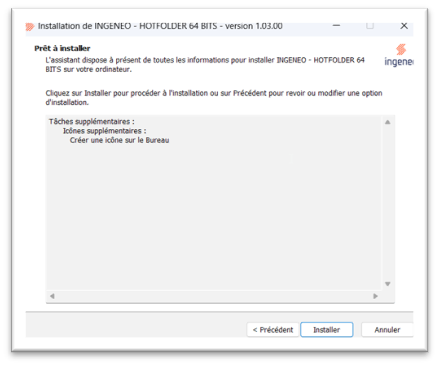 Installation de INGENEO - HOTFOLDER 64 BITS - version 1.03.00
Prêt à installer
L'assistant dispose à présent de toutes les informations pour installer INGENEO - HOTFOLDER 64
BITS sur votre ordinateur.
ingene
Cliquez sur Installer pour procéder à l'installation ou sur Précédent pour revoir ou modifier une option
d'installation.
Tâches supplémentaires :
Icônes supplémentaires :
Créer une icône sur le Bureau
< Précédent
Installer
Annuler